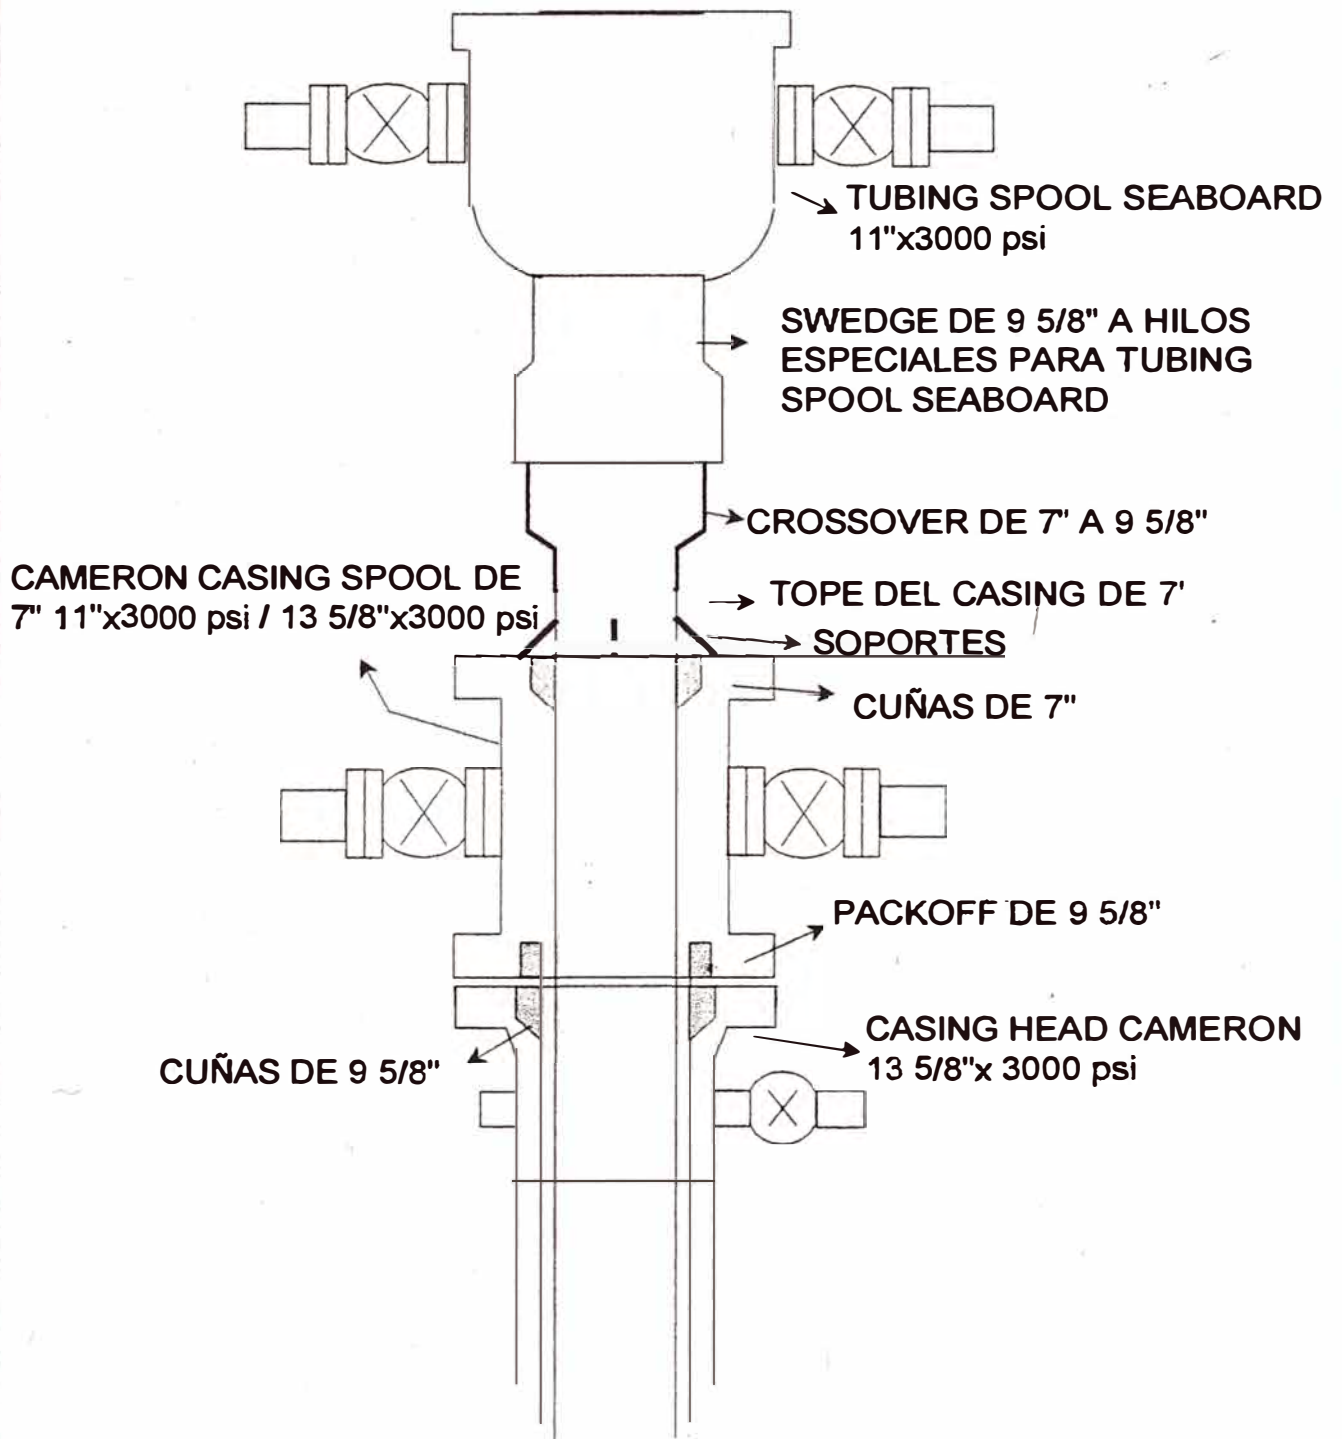 TUBING SPOOL SEABOARD
11"x3000 psi
SWEDGE DE 9 5/8" A HILOS
ESPECIALES PARA TUBING
SPOOL SEABOARD
CROSSOVER DE 7" A 9 5/8"
CAMERON CASING SPOOL DE
7" 11"x3000 psi / 13 5/8"x3000 psi
TOPE DEL CASING DE 7'
SOPORTES
CUÑAS DE 7"
PACKOFF DE 9 5/8"
CASING HEAD CAMERON
13 5/8"x 3000 psi
CUÑAS DE 9 5/8"